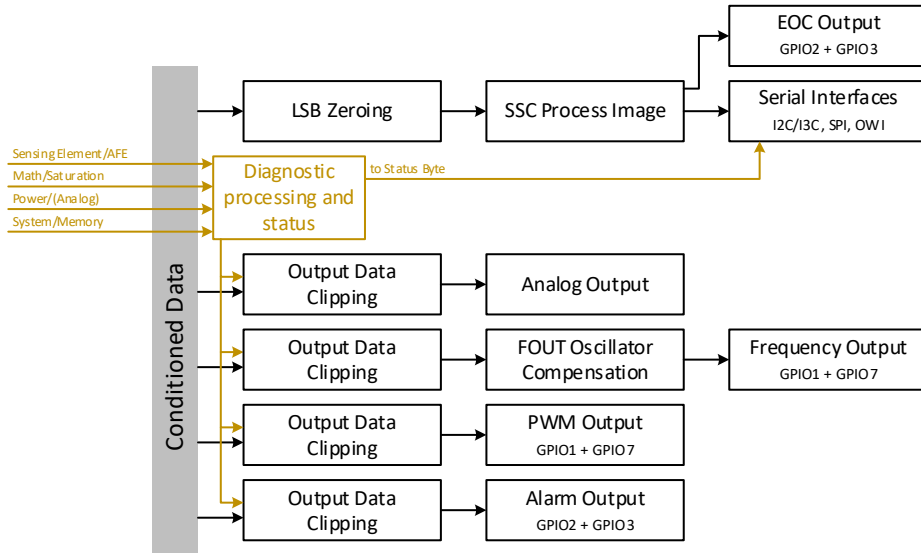 EOC Output
GPIO2 + GPIO3
LSB Zeroing
SSC Process Image
Serial Interfaces
I2C/I3C, SPI, OWI
Sensing Element/AFE
Math/Saturation
Power/(Analog)
System/Memory
Diagnostic
processing and
status
to Status Byte
Conditioned Data
Output Data
Clipping
Analog Output
Output Data
Clipping
FOUT Oscillator
Compensation
Frequency Output
GPIO1 + GPIO7
Output Data
Clipping
PWM Output
GPIO1 + GPIO7
Output Data
Clipping
Alarm Output
GPIO2 + GPIO3